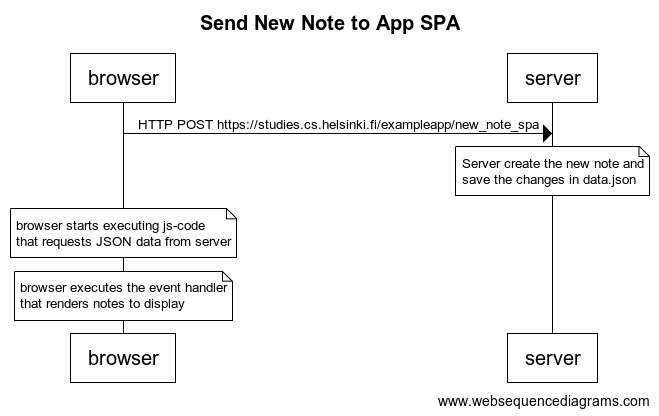 Send New Note to App SPA
browser
server
HTTP POST https://studies.cs.helsinki.fi/exampleapp/new_note_spa
Server create the new note and
save the changes in data.json
browser starts executing js-code
that requests JSON data from server
browser executes the event handler
that renders notes to display
browser
server
www.websequencediagrams.com